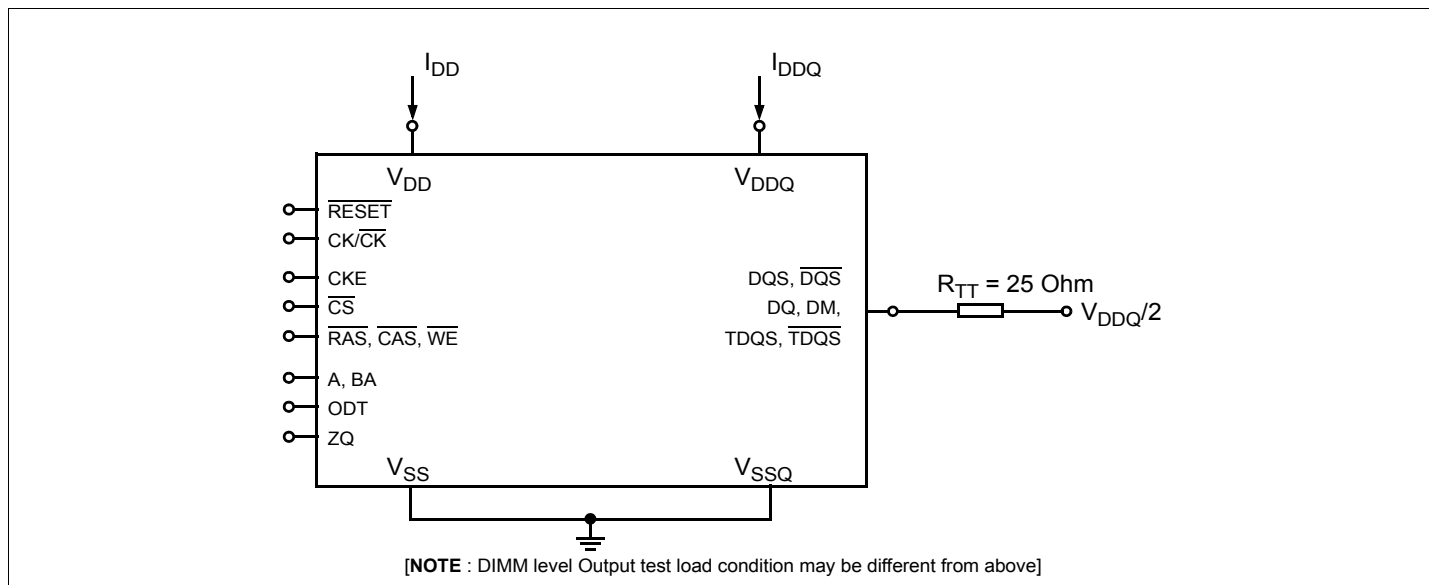 IDD
IDDQ
VDD
VDDQ
RESET
CK/CK
CKE
CS
RAS, CAS, WE
A, BA
ODT
ZQ
DQS, DQS
DQ, DM,
TDQS, TDQS
RTT = 25 Ohm
VDDQ/2
VSS
VSSQ
[NOTE : DIMM level Output test load condition may be different from above]